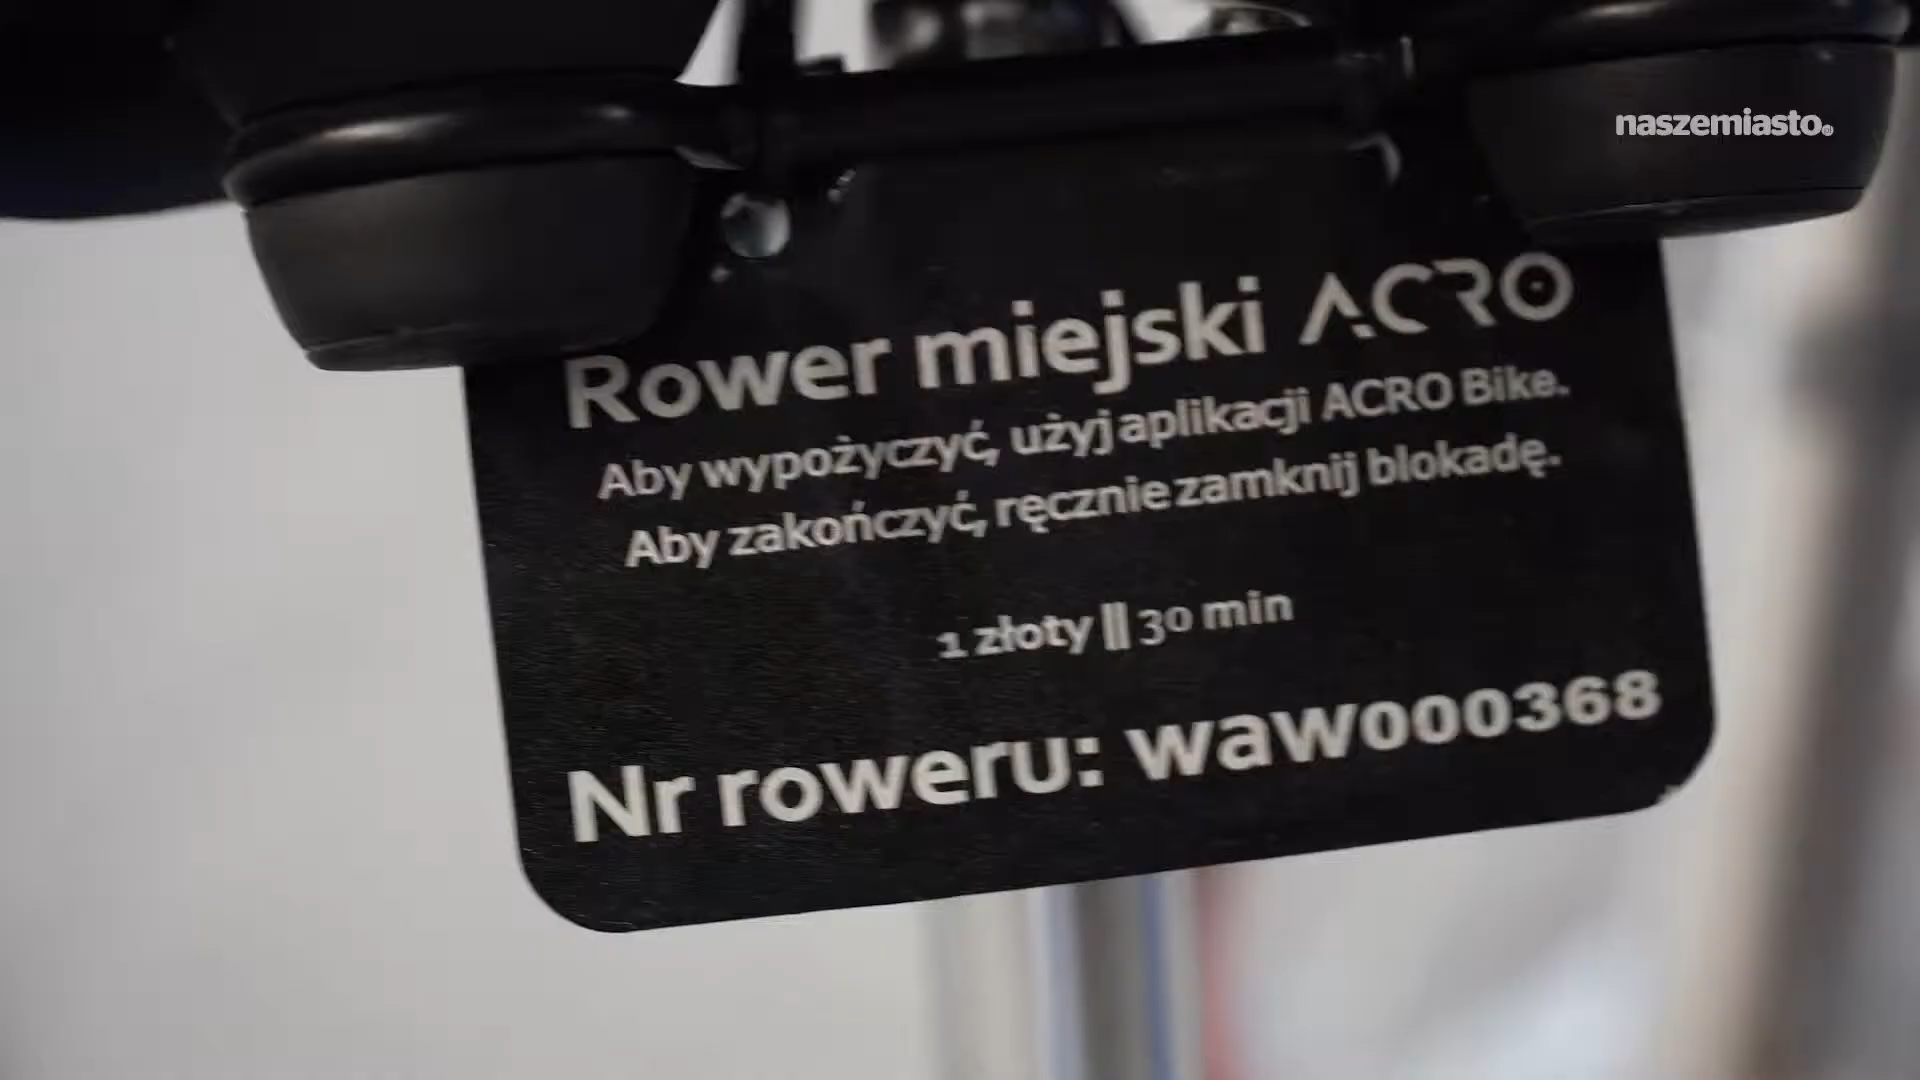 naszemiasto.pl
Rower miejski ACRO
Aby wypożyczyć, użyj aplikacji ACRO Bike.
Aby zakończyć, ręcznie zamknij blokadę.
1 złoty || 30 min
Nr roweru: waw000368